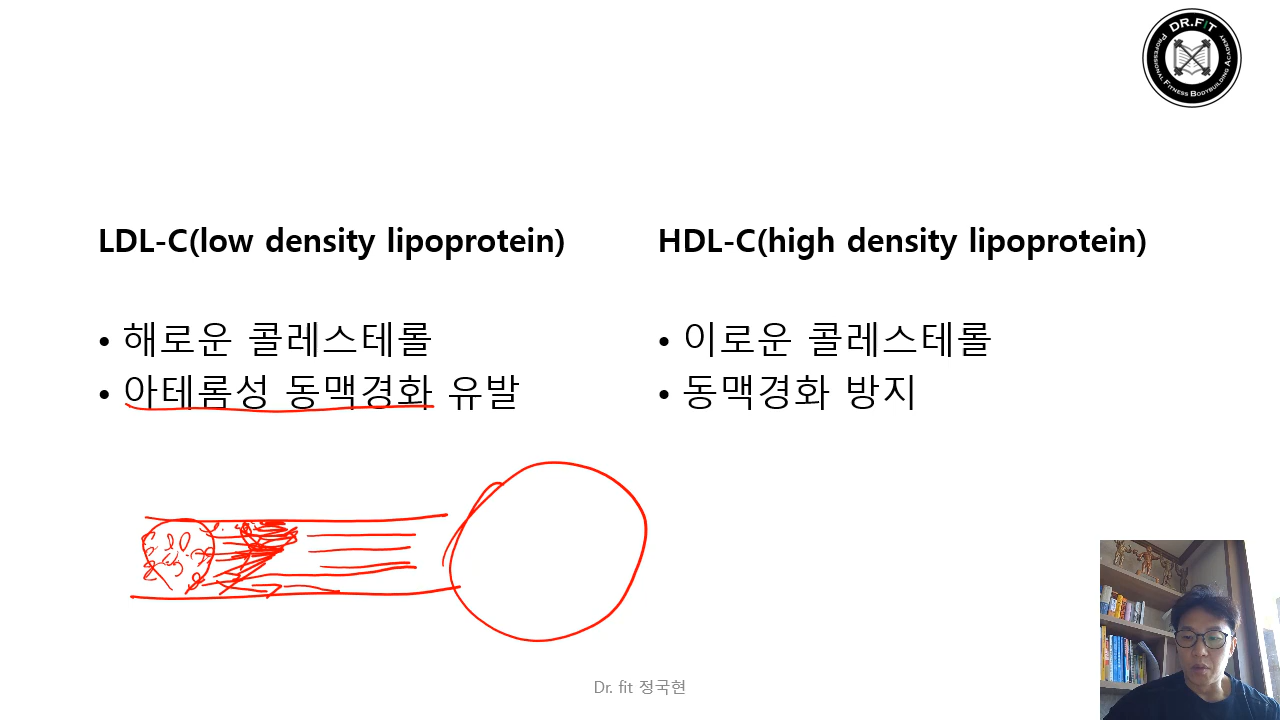 DR.FIT
PROFESSIONAL FITNESS BODYBUILDING ACADEMY
LDL-C(low density lipoprotein)
• 해로운 콜레스테롤
• 아테롬성 동맥경화 유발
HDL-C(high density lipoprotein)
• 이로운 콜레스테롤
• 동맥경화 방지
Dr. fit 정국현